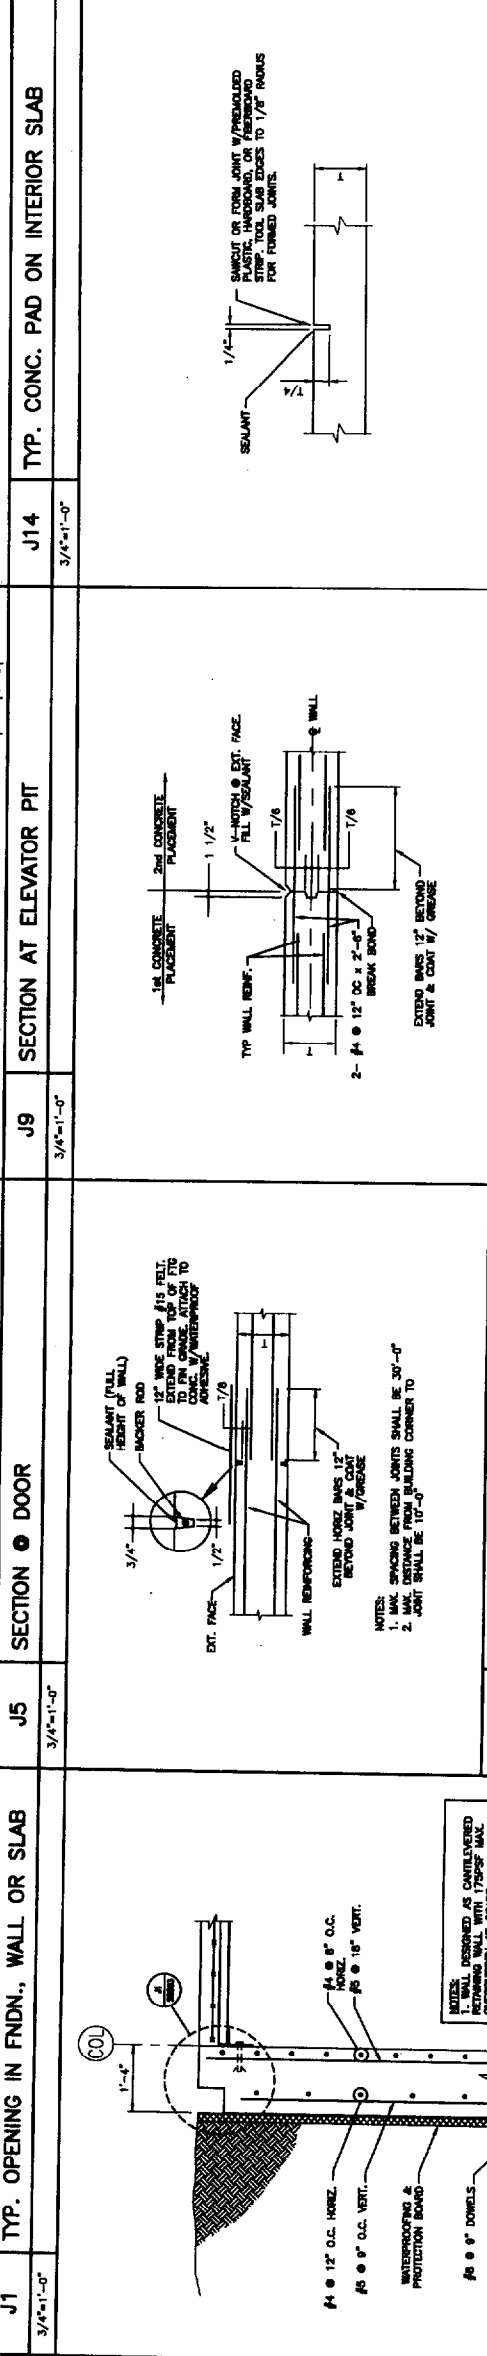 J1
TYP. OPENING IN FNDN., WALL OR SLAB
3/4"=1'-0"
J5
SECTION @ DOOR
3/4"=1'-0"
J9
SECTION AT ELEVATOR PIT
3/4"=1'-0"
J14
TYP. CONC. PAD ON INTERIOR SLAB
3/4"=1'-0"
COL
1'-4"
#4 @ 12" O.C. HORIZ.
#5 @ 9" O.C. VERT.
WATERPROOFING &
PROTECTION BOARD
#8 @ 9" DOWELS
#4 @ 8" O.C.
HORIZ.
#5 @ 18" VERT.
NOTES:
1. WALL DESIGNED AS CANTILEVERED
RETAINING WALL WITH 175PSF MAX.
SEALANT (FULL
HEIGHT OF WALL)
BACKER ROD
12" WIDE STRIP #15 FELT.
EXTEND FROM TOP OF FTG
TO FIN GRADE. ATTACH TO
CONC. W/WATERPROOF
ADHESIVE.
3/4"
1/2"
T/8
EXT. FACE
T
WALL REINFORCING
EXTEND HORIZ BARS 12"
BEYOND JOINT & COAT
W/GREASE
NOTES:
1. MAX. SPACING BETWEEN JOINTS SHALL BE 30'-0"
2. MAX. DISTANCE FROM BUILDING CORNER TO
JOINT SHALL BE 10'-0"
1st CONCRETE
PLACEMENT
2nd CONCRETE
PLACEMENT
1 1/2"
V-NOTCH @ EXT. FACE.
FILL W/SEALANT
TYP WALL REINF.
T/6
WALL
T
T/6
2- #4 @ 12" OC x 2'-6"
BREAK BOND
EXTEND BARS 12" BEYOND
JOINT & COAT W/ GREASE
SAWCUT OR FORM JOINT W/PREMOLDED
PLASTIC, HARDBOARD, OR FIBERBOARD
STRIP. TOOL SLAB EDGES TO 1/8" RADIUS
FOR FORMED JOINTS.
1/4"
SEALANT
T/4
T